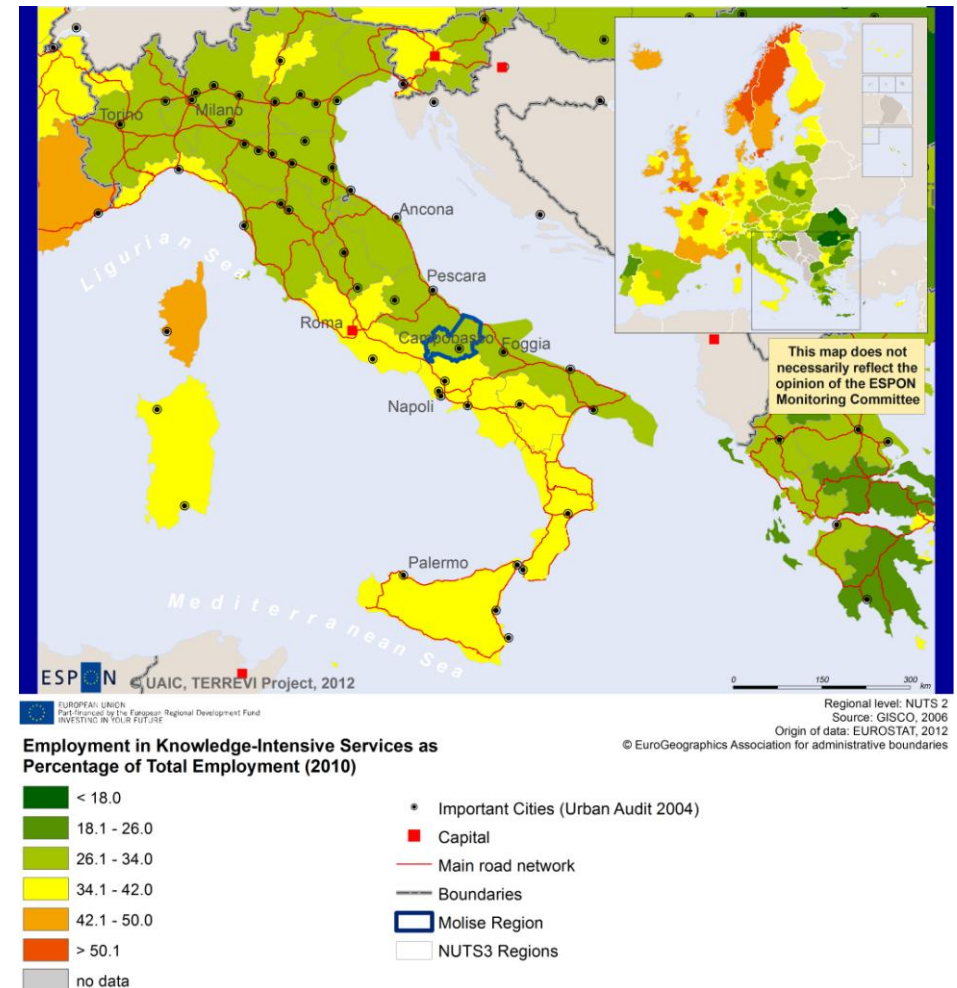 Torino
Milano
Ancona
Ligurian Sea
Pescara
Roma
Campobasso
Foggia
Napoli
Palermo
Mediterranean Sea
This map does not
necessarily reflect the
opinion of the ESPON
Monitoring Committee
ESPON
© UAIC, TERREVI Project, 2012
0 150 300
km
EUROPEAN UNION
Part-financed by the European Regional Development Fund
INVESTING IN YOUR FUTURE
Regional level: NUTS 2
Source: GISCO, 2006
Origin of data: EUROSTAT, 2012
© EuroGeographics Association for administrative boundaries
Employment in Knowledge-Intensive Services as
Percentage of Total Employment (2010)
< 18.0
18.1 - 26.0
26.1 - 34.0
34.1 - 42.0
42.1 - 50.0
> 50.1
no data
Important Cities (Urban Audit 2004)
Capital
Main road network
Boundaries
Molise Region
NUTS3 Regions